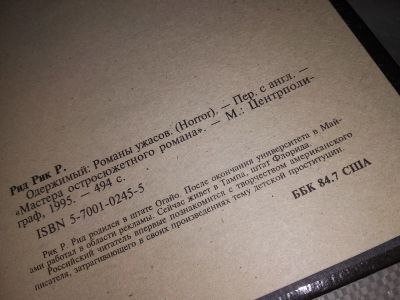 Рид Рик Р.
Одержимый: Романы ужасов. (Horror). — Пер. с англ. —
«Мастера остросюжетного романа». — М.: Центрполи-
граф, 1995. — 494 с.
ISBN 5-7001-0245-5
Рик Р. Рид родился в штате Огайо. После окончания университета в Май-
ами работал в области рекламы. Сейчас живет в Тампа, штат Флорида.
Российский читатель впервые познакомится с творчеством американского
писателя, затрагивающего в своих произведениях тему детской проституции.
ББК 84.7 США